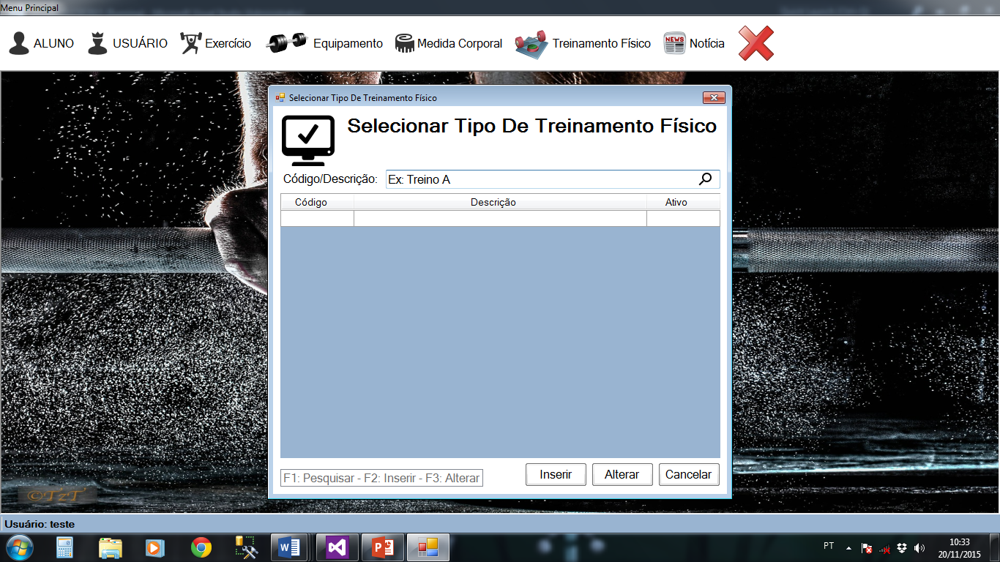 Menu Principal
ALUNO USUÁRIO Exercício Equipamento Medida Corporal Treinamento Físico NEWS Notícia
Selecionar Tipo De Treinamento Físico
Selecionar Tipo De Treinamento Físico
Código/Descrição: Ex: Treino A
Código Descrição Ativo
F1: Pesquisar - F2: Inserir - F3: Alterar Inserir Alterar Cancelar
©TzT
Usuário: teste
PT 10:33
20/11/2015